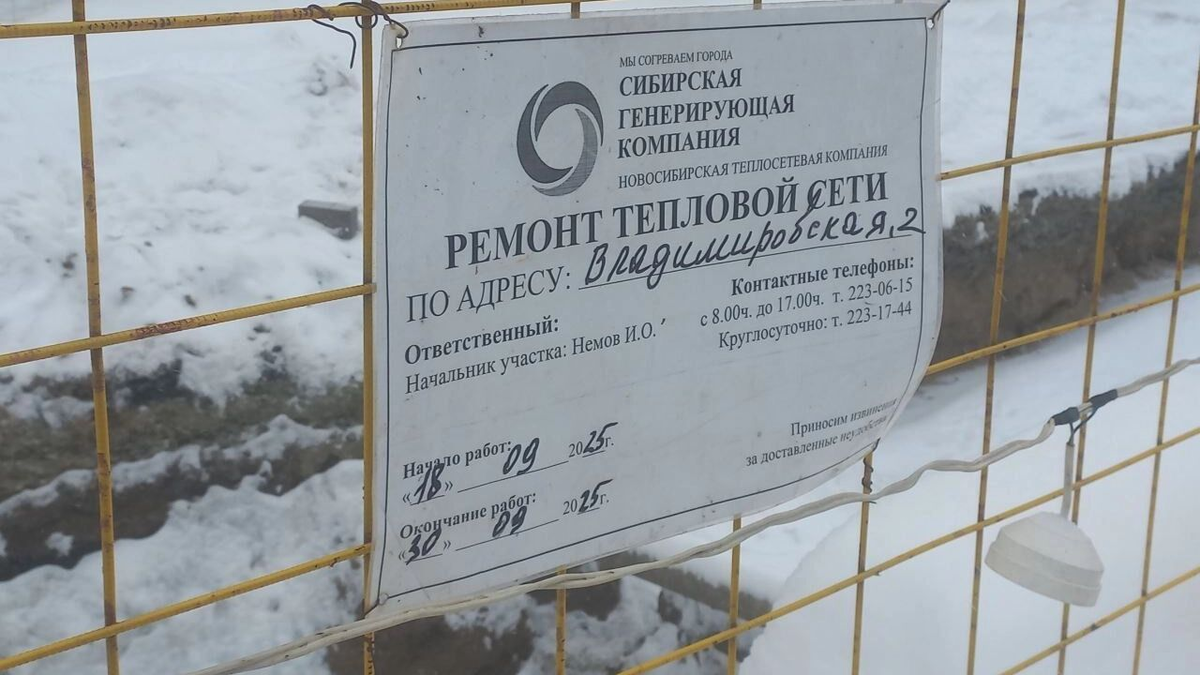 МЫ СОГРЕВАЕМ ГОРОДА
СИБИРСКАЯ
ГЕНЕРИРУЮЩАЯ
КОМПАНИЯ
НОВОСИБИРСКАЯ ТЕПЛОСЕТЕВАЯ КОМПАНИЯ
РЕМОНТ ТЕПЛОВОЙ СЕТИ
ПО АДРЕСУ: Владимировская, 2
Ответственный:
Начальник участка: Немов И.О.
Контактные телефоны:
с 8.00ч. до 17.00ч. т. 223-06-15
Круглосуточно: т. 223-17-44
Начало работ:
«18» 09 2025г.
Окончание работ:
«30» 09 2025г.
Приносим извинения
за доставленные неудобства